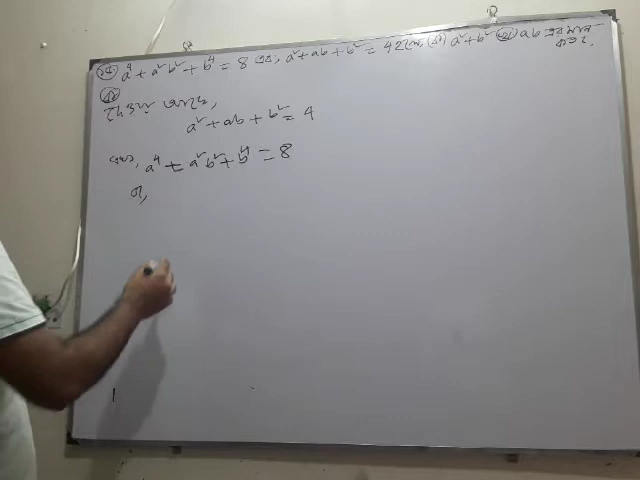 a⁴ + a²b² + b⁴ = 8 এবং, a² + ab + b² = 4 হলে, (i) a² + b² (ii) ab এর মান
কত?
দেওয়া আছে,
a² + ab + b² = 4
এবং, a⁴ + a²b² + b⁴ = 8
বা,